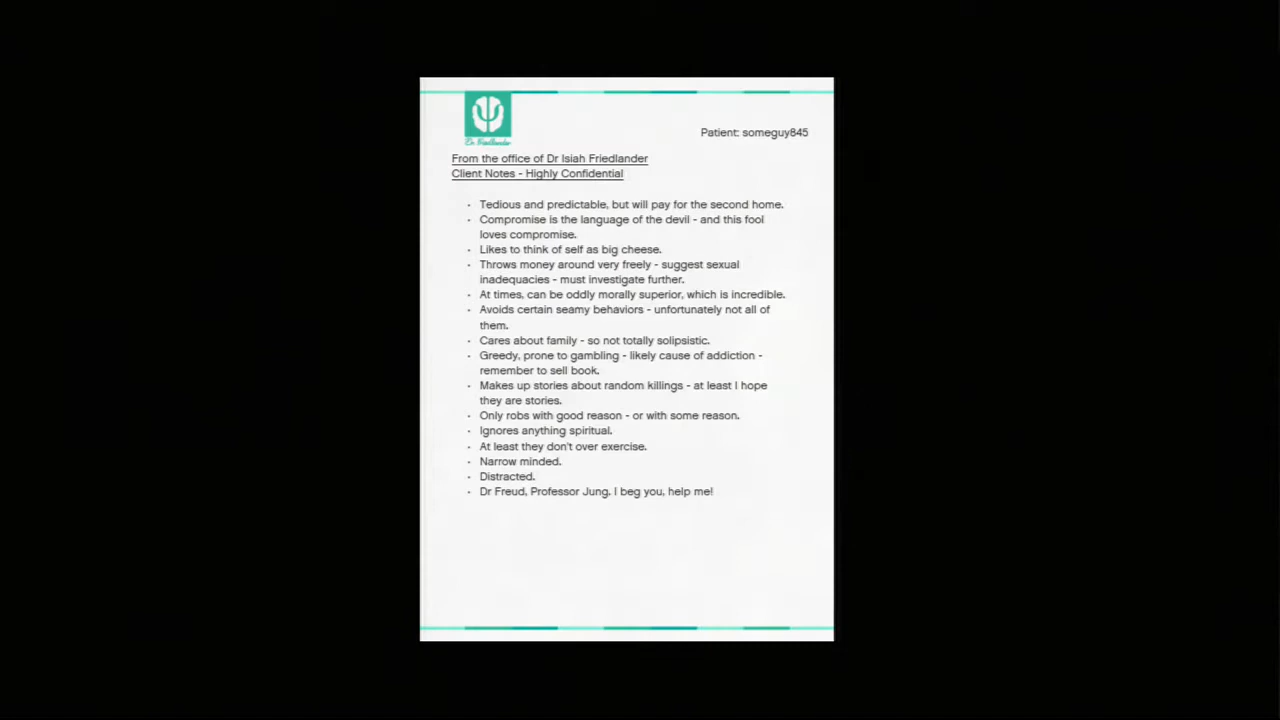 Dr Friedlander
Patient: someguy845
From the office of Dr Isiah Friedlander
Client Notes - Highly Confidential
- Tedious and predictable, but will pay for the second home.
- Compromise is the language of the devil - and this fool
loves compromise.
- Likes to think of self as big cheese.
- Throws money around very freely - suggest sexual
inadequacies - must investigate further.
- At times, can be oddly morally superior, which is incredible.
- Avoids certain seamy behaviors - unfortunately not all of
them.
- Cares about family - so not totally solipsistic.
- Greedy, prone to gambling - likely cause of addiction -
remember to sell book.
- Makes up stories about random killings - at least I hope
they are stories.
- Only robs with good reason - or with some reason.
- Ignores anything spiritual.
- At least they don't over exercise.
- Narrow minded.
- Distracted.
- Dr Freud, Professor Jung. I beg you, help me!